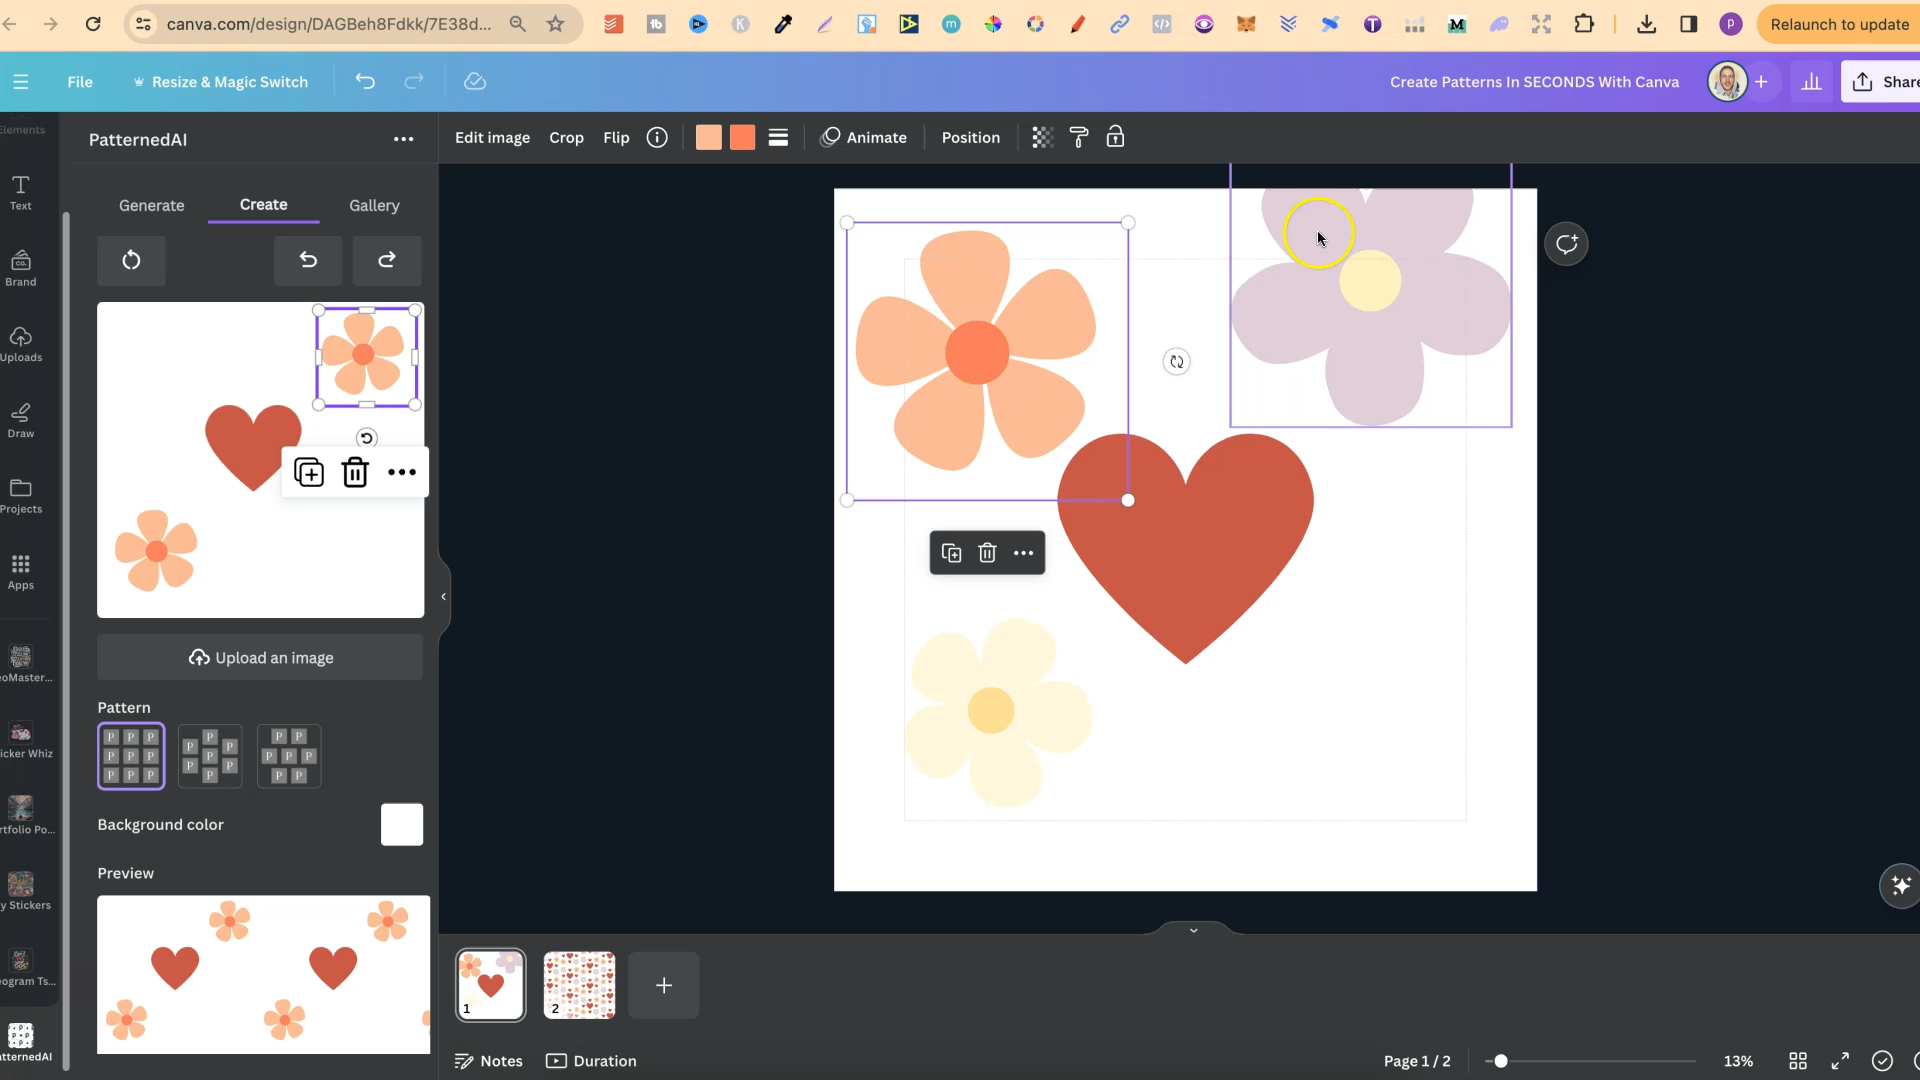 canva.com/design/DAGBeh8Fdkk/7E38d...
Relaunch to update
File
Resize & Magic Switch
Create Patterns In SECONDS With Canva
Share
Elements
Text
Brand
Uploads
Draw
Projects
Apps
PatternedAI
Edit image
Crop
Flip
Animate
Position
Generate
Create
Gallery
Upload an image
Pattern
Background color
Preview
1
2
Notes
Duration
Page 1 / 2
13%